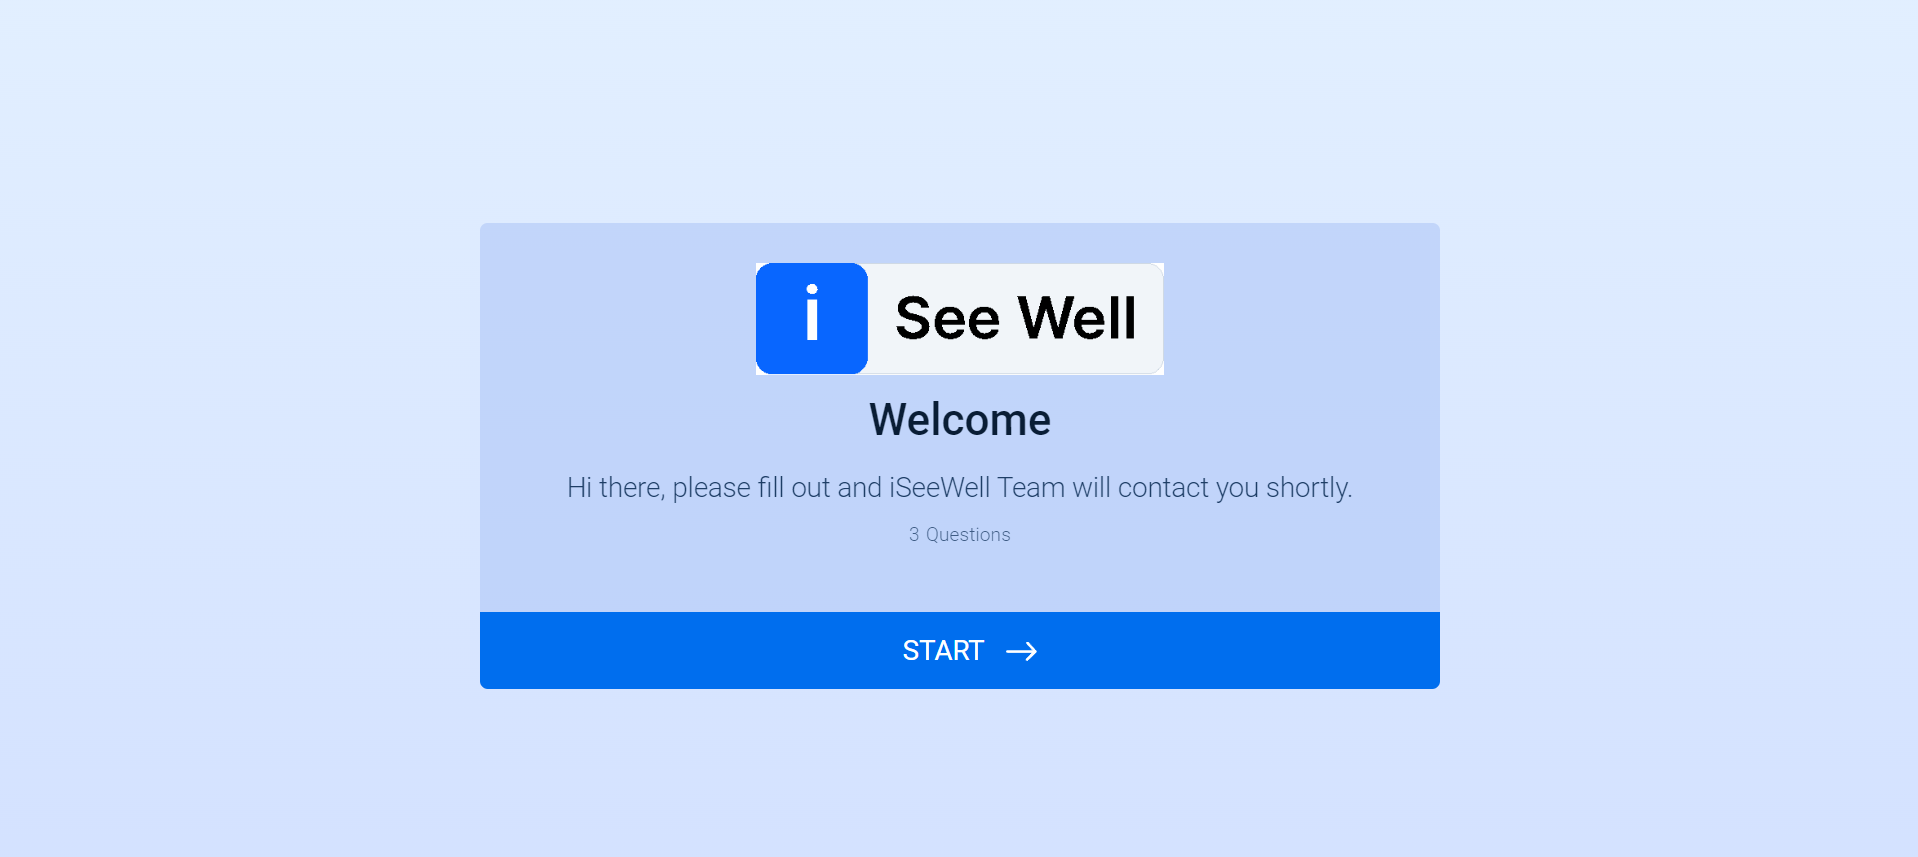 i See Well
Welcome
Hi there, please fill out and iSeeWell Team will contact you shortly.
3 Questions
START